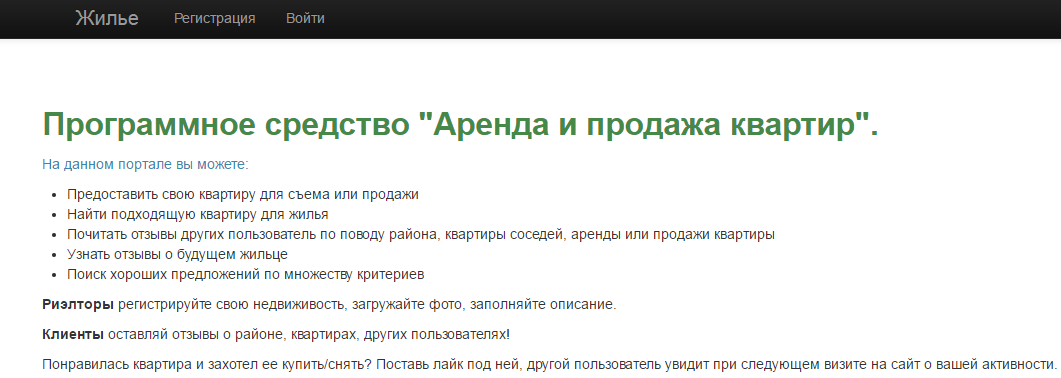 Жилье Регистрация Войти
Программное средство "Аренда и продажа квартир".
На данном портале вы можете:
Предоставить свою квартиру для съема или продажи
Найти подходящую квартиру для жилья
Почитать отзывы других пользователь по поводу района, квартиры соседей, аренды или продажи квартиры
Узнать отзывы о будущем жильце
Поиск хороших предложений по множеству критериев
Риэлторы регистрируйте свою недвиживость, загружайте фото, заполняйте описание.
Клиенты оставляй отзывы о районе, квартирах, других пользователях!
Понравилась квартира и захотел ее купить/снять? Поставь лайк под ней, другой пользователь увидит при следующем визите на сайт о вашей активности.